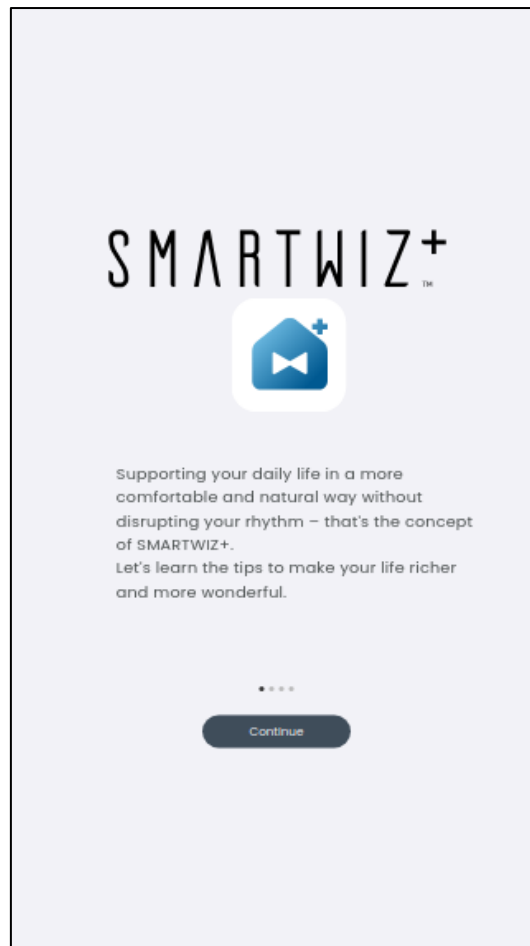 SMARTWIZ+
TM
Supporting your daily life in a more
comfortable and natural way without
disrupting your rhythm – that's the concept
of SMARTWIZ+.
Let's learn the tips to make your life richer
and more wonderful.
Continue